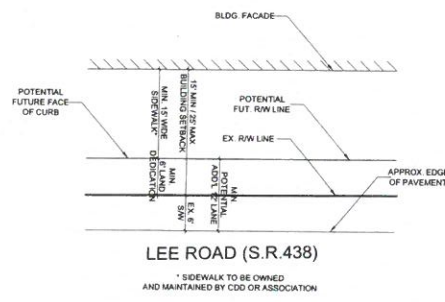 BLDG. FACADE
POTENTIAL
FUTURE FACE
OF CURB
MIN. 15' WIDE
SIDEWALK*
15' MIN / 25' MAX
BUILDING SETBACK
POTENTIAL
FUT. R/W LINE
EX. R/W LINE
MIN.
6' LAND
DEDICATION
EX. 6'
S/W
MIN.
POTENTIAL
ADD'L 12' LANE
APPROX. EDGE
OF PAVEMENT
LEE ROAD (S.R.438)
* SIDEWALK TO BE OWNED
AND MAINTAINED BY CDD OR ASSOCIATION